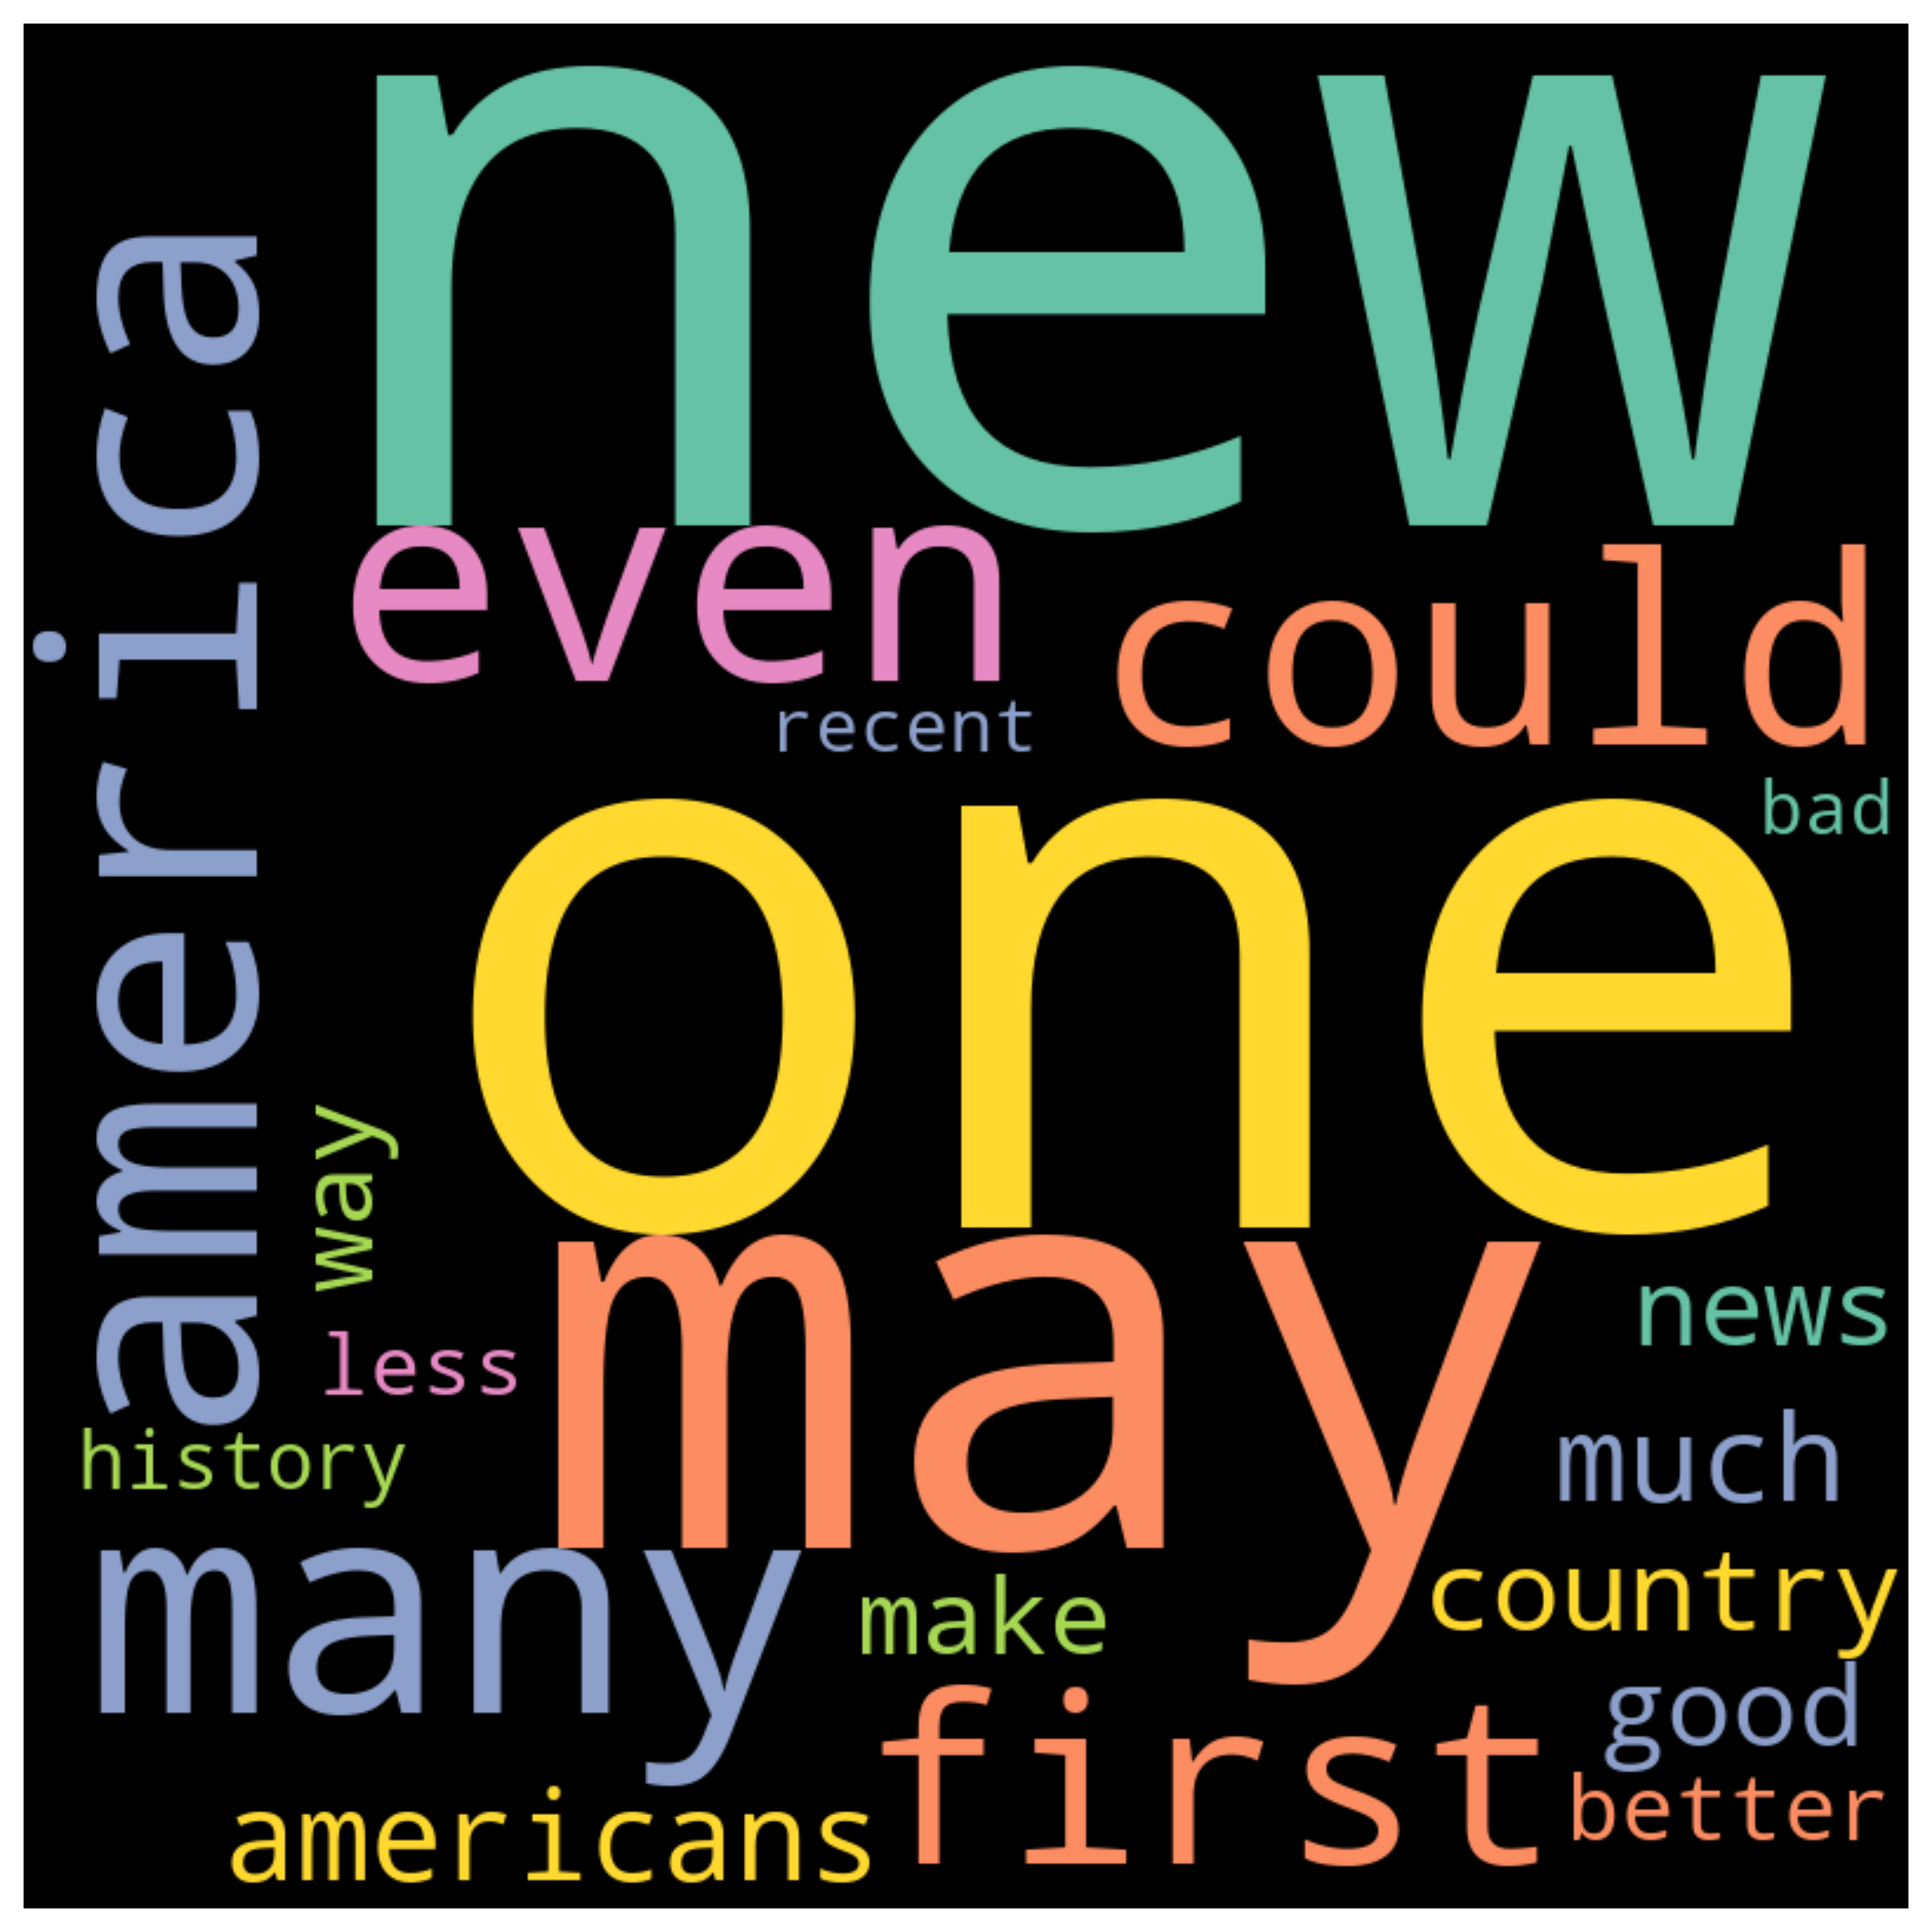 new
america
even
could
recent
bad
one
way
may
news
less
much
history
many
make
country
first
good
better
americans